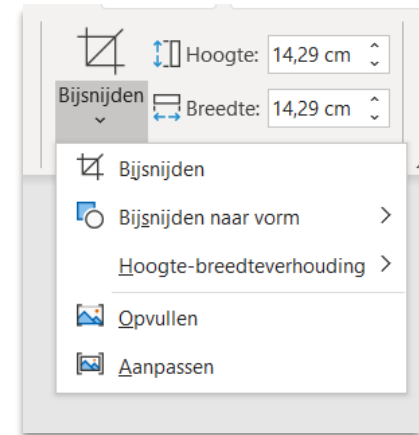 Hoogte: 14,29 cm
Bijsnijden
Breedte: 14,29 cm
Bijsnijden
Bijsnijden naar vorm
Hoogte-breedteverhouding
Opvullen
Aanpassen